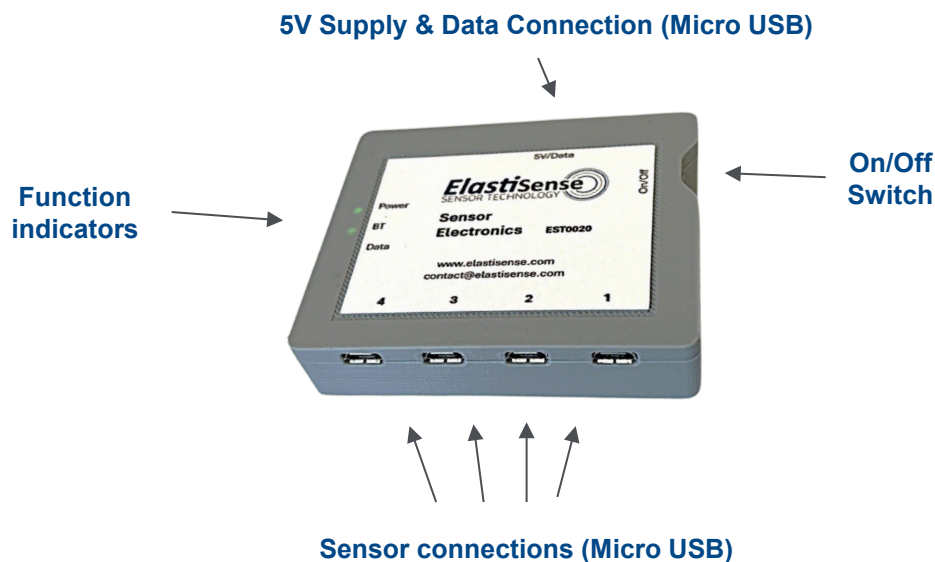 5V Supply & Data Connection (Micro USB)
5V/Data
On/Off
ElastiSense
SENSOR TECHNOLOGY
Power
BT
Data
Sensor
Electronics EST0020
www.elastisense.com
contact@elastisense.com
4 3 2 1
Function
indicators
On/Off
Switch
Sensor connections (Micro USB)